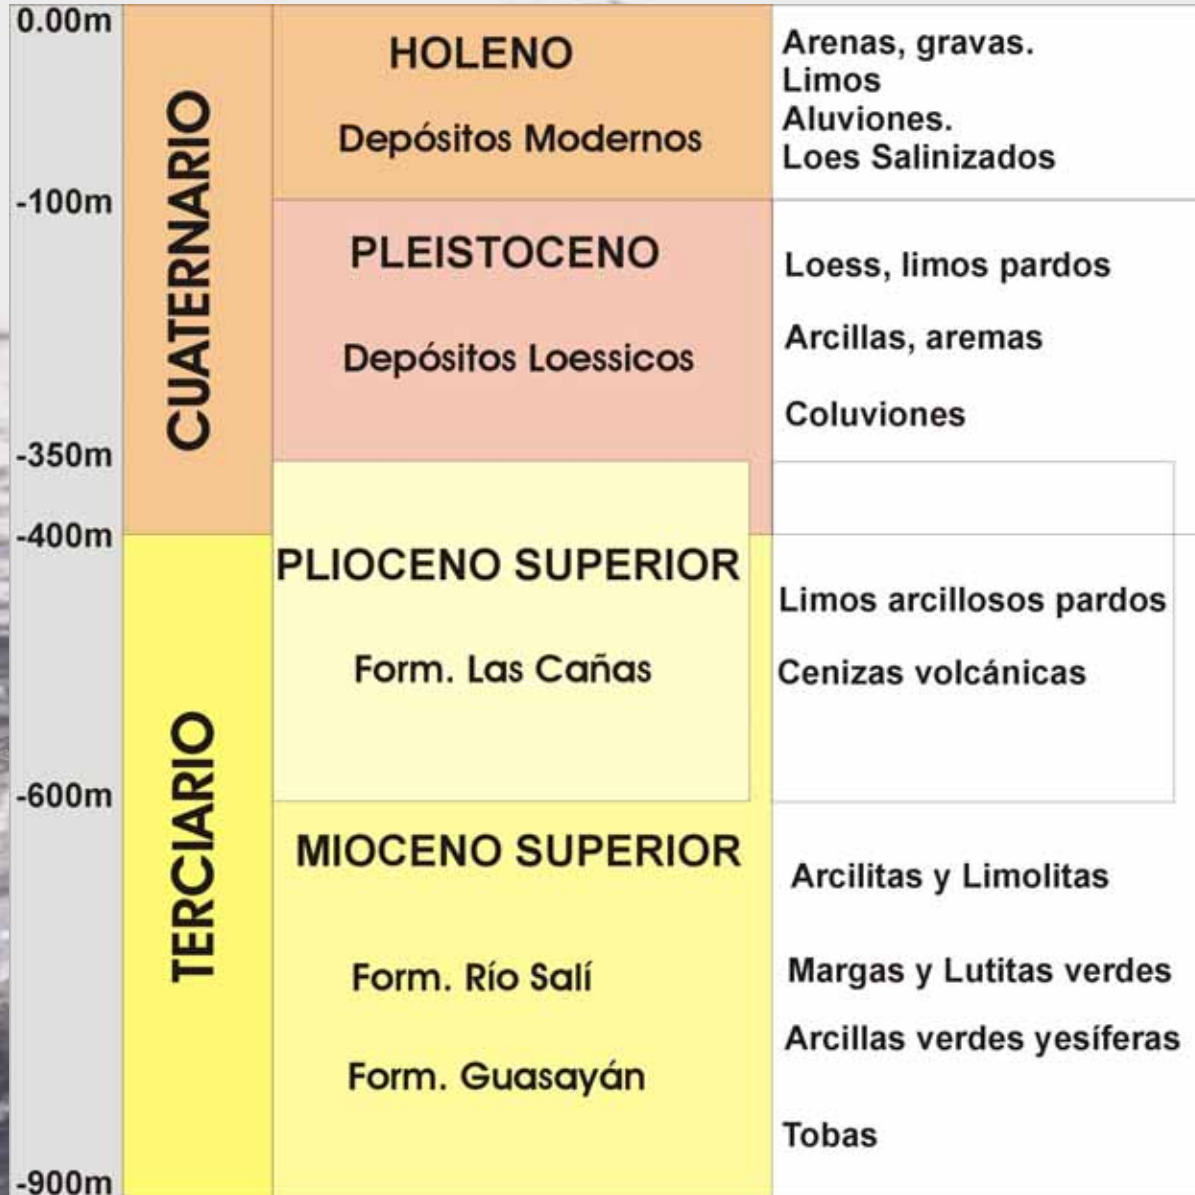 0.00m
CUATERNARIO
HOLENO
Depósitos Modernos
Arenas, gravas.
Limos
Aluviones.
Loes Salinizados
-100m
PLEISTOCENO
Depósitos Loessicos
Loess, limos pardos
Arcillas, aremas
Coluviones
-350m
-400m
TERCIARIO
PLIOCENO SUPERIOR
Form. Las Cañas
Limos arcillosos pardos
Cenizas volcánicas
-600m
MIOCENO SUPERIOR
Form. Río Salí
Form. Guasayán
Arcilitas y Limolitas
Margas y Lutitas verdes
Arcillas verdes yesíferas
Tobas
-900m